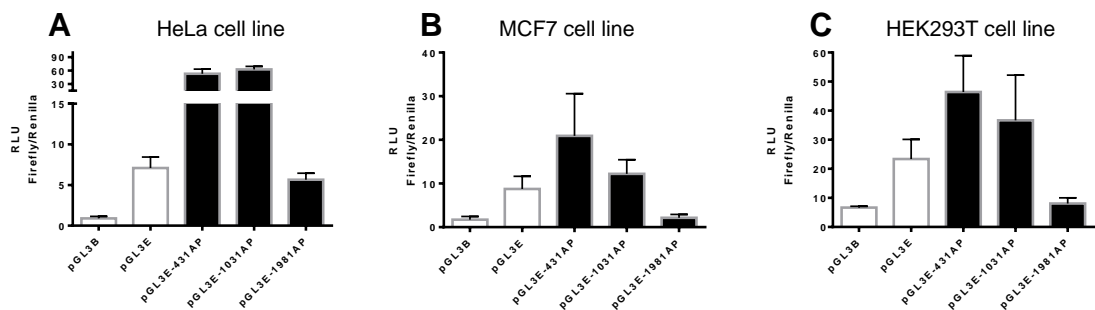 A HeLa cell line
RLU
Firefly/Renilla
90
60
30
15
10
5
0
pGL3B
pGL3E
pGL3E-431AP
pGL3E-1031AP
pGL3E-1981AP
B MCF7 cell line
RLU
Firefly/Renilla
40
30
20
10
0
pGL3B
pGL3E
pGL3E-431AP
pGL3E-1031AP
pGL3E-1981AP
C HEK293T cell line
RLU
Firefly/Renilla
60
50
40
30
20
10
0
pGL3B
pGL3E
pGL3E-431AP
pGL3E-1031AP
pGL3E-1981AP